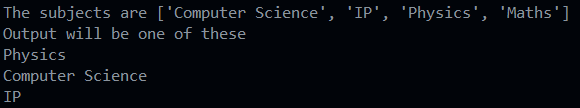 The subjects are ['Computer Science', 'IP', 'Physics', 'Maths']
Output will be one of these
Physics
Computer Science
IP